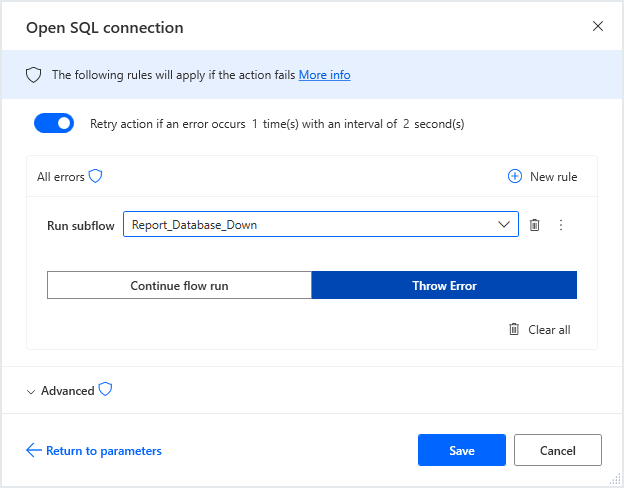 Open SQL connection
The following rules will apply if the action fails More info
Retry action if an error occurs 1 time(s) with an interval of 2 second(s)
All errors
New rule
Run subflow Report_Database_Down
Continue flow run Throw Error
Clear all
Advanced
Return to parameters Save Cancel